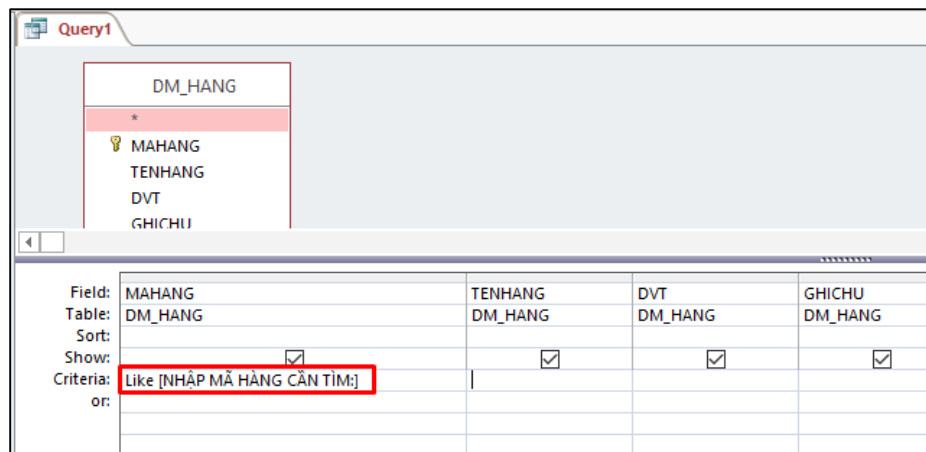 Query1
DM_HANG
*
MAHANG
TENHANG
DVT
GHICHU
Field: MAHANG TENHANG DVT GHICHU
Table: DM_HANG DM_HANG DM_HANG DM_HANG
Sort:
Show:
Criteria: Like [NHẬP MÃ HÀNG CẦN TÌM:]
or: